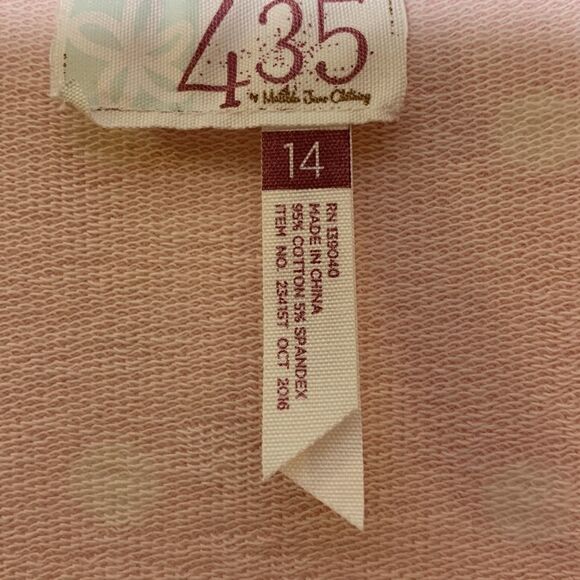 435
by Matilda Jane Clothing
14
RN 139040
MADE IN CHINA
95% COTTON 5% SPANDEX
ITEM NO. 25415T OCT 2016